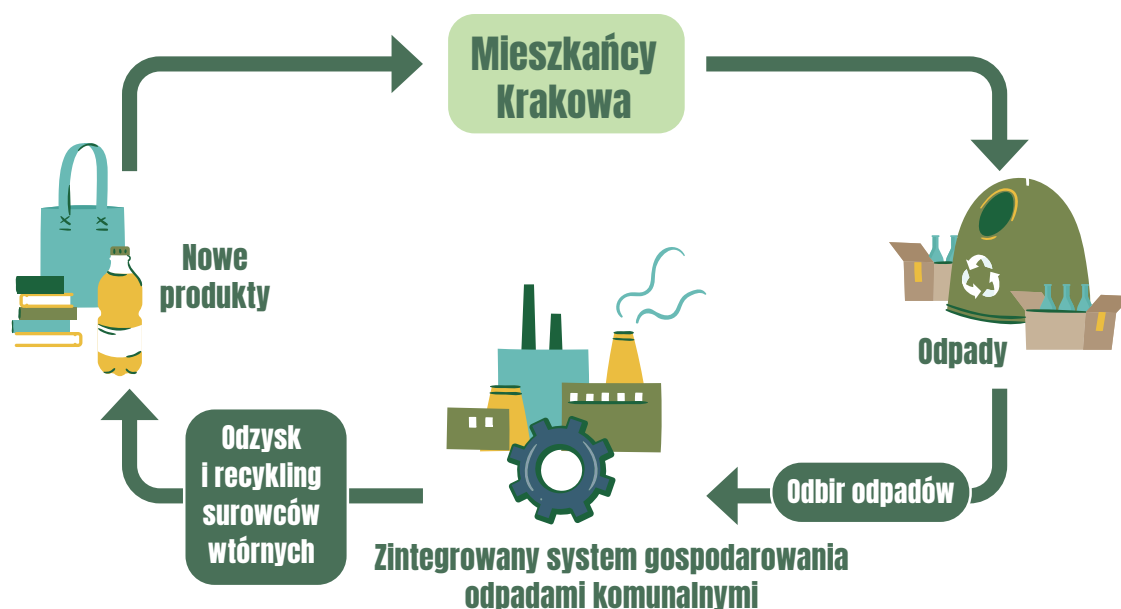 Mieszkańcy
Krakowa
Nowe
produkty
Odpady
Odzysk
i recykling
surowców
wtórnych
Odbir odpadów
Zintegrowany system gospodarowania
odpadami komunalnymi